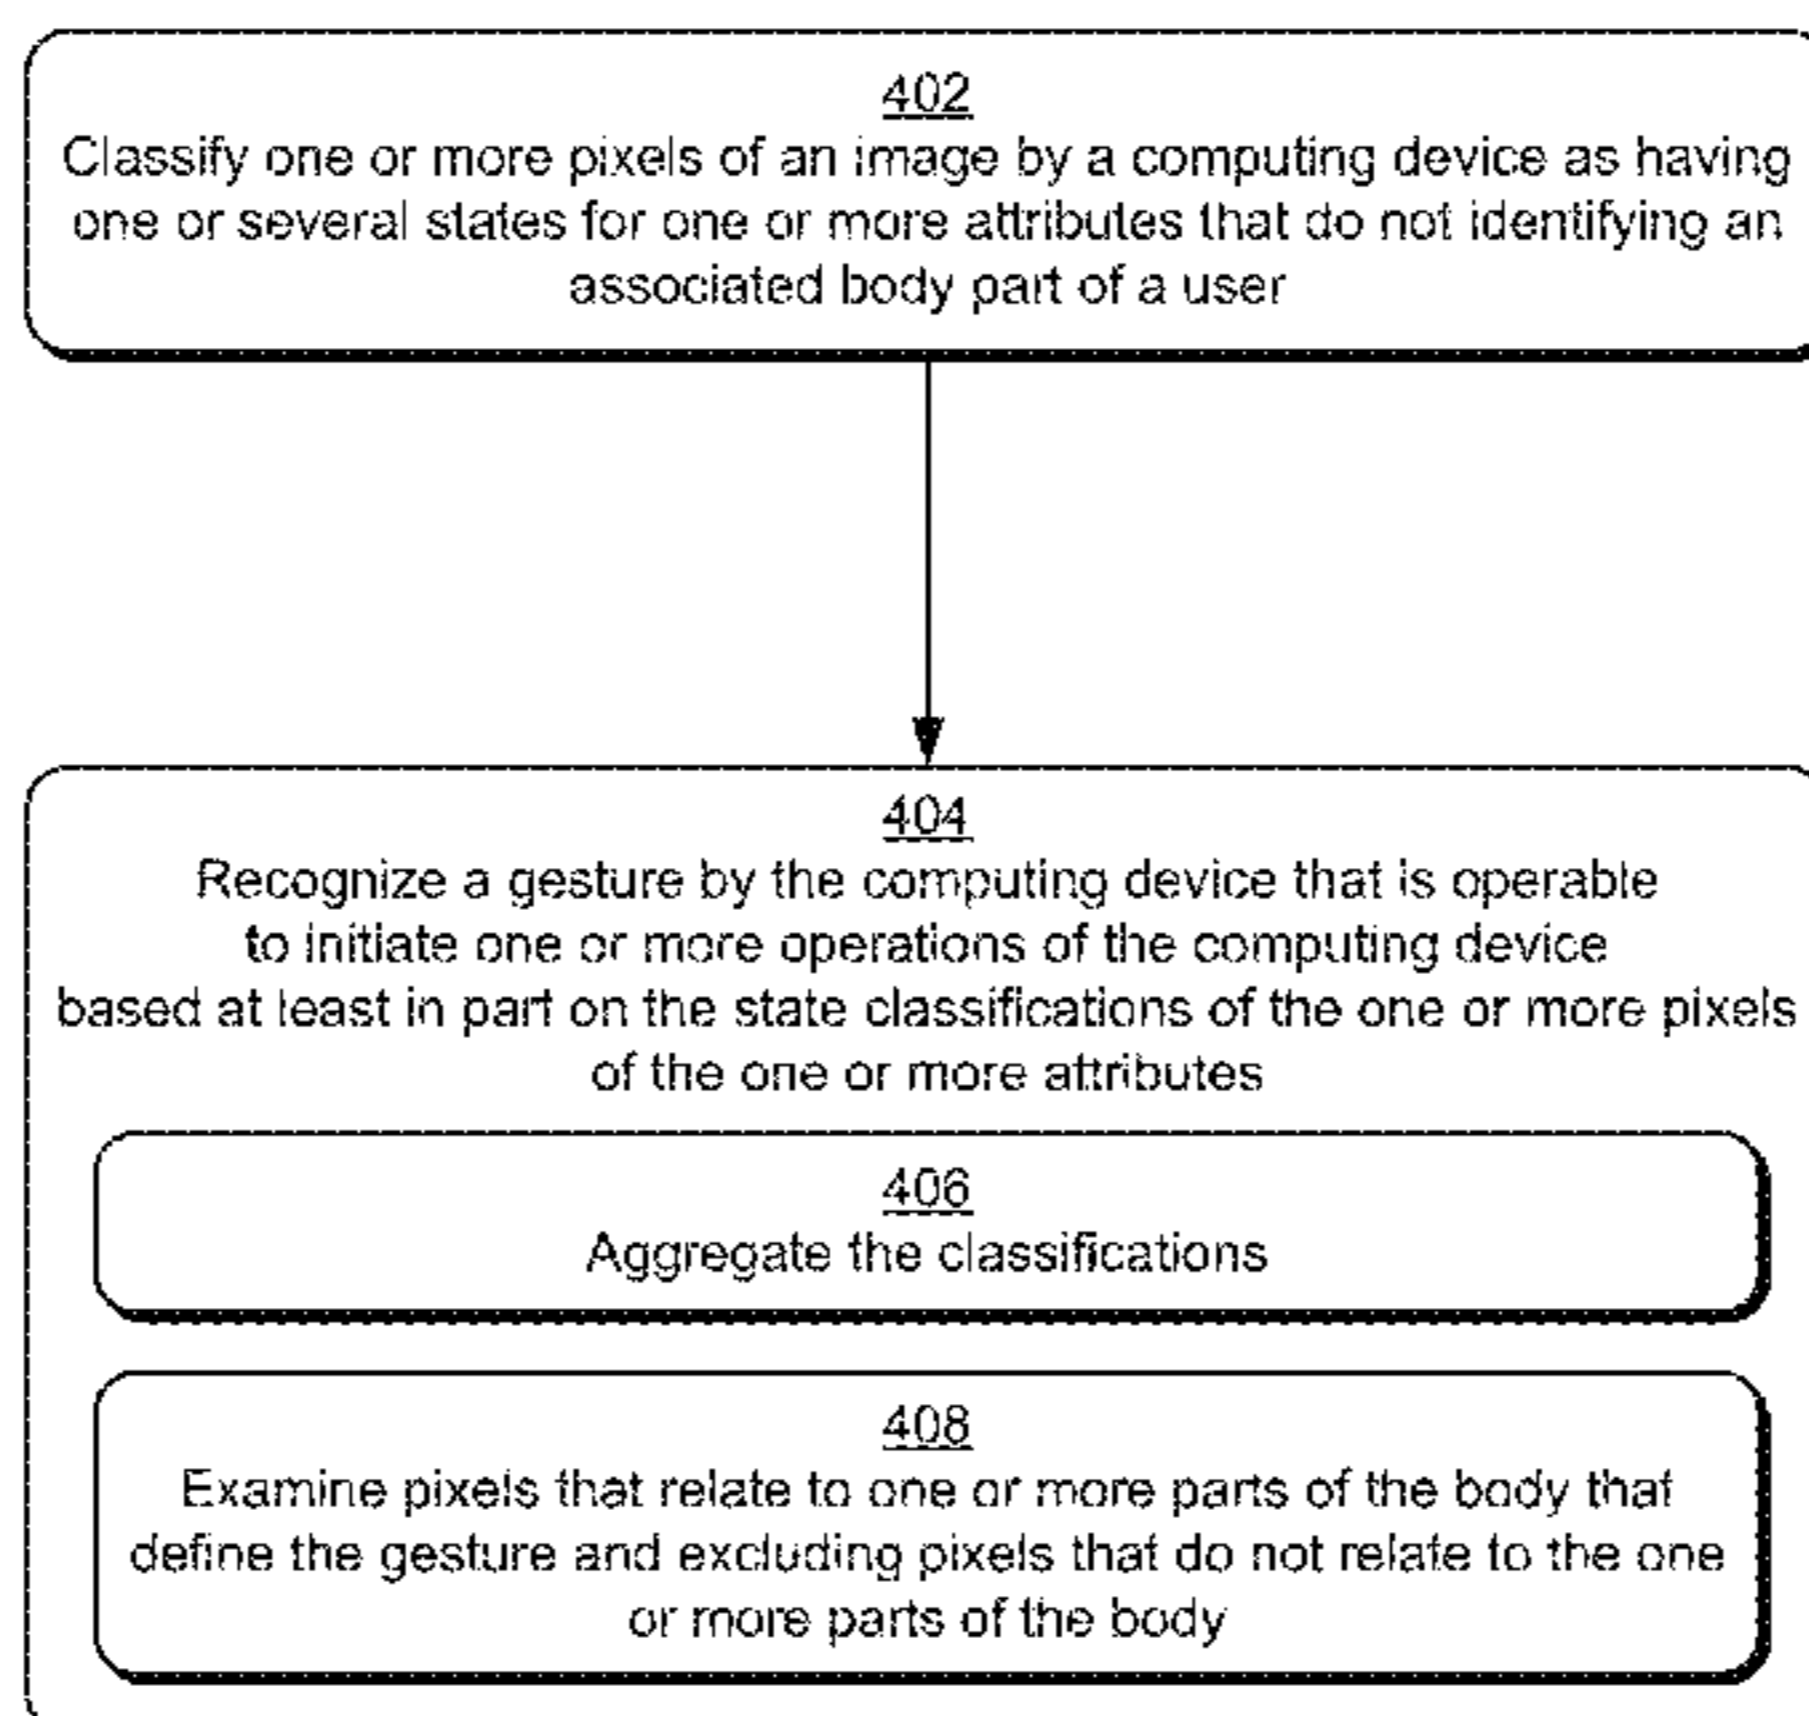 402
Classify one or more pixels of an image by a computing device as having
one or several states for one or more attributes that do not identifying an
associated body part of a user
404
Recognize a gesture by the computing device that is operable
to initiate one or more operations of the computing device
based at least in part on the state classifications of the one or more pixels
of the one or more attributes
406
Aggregate the classifications
408
Examine pixels that relate to one or more parts of the body that
define the gesture and excluding pixels that do not relate to the one
or more parts of the body